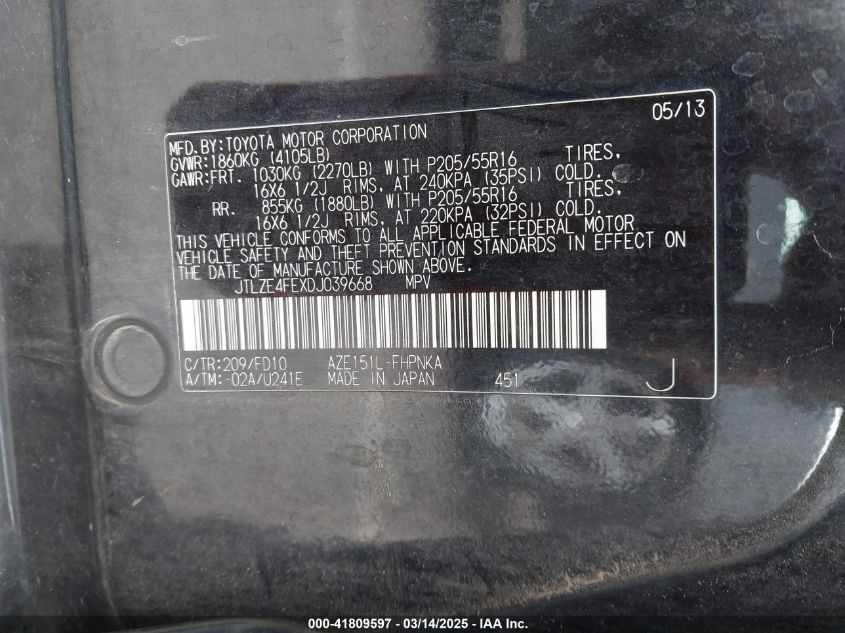 05/13
MFD.BY:TOYOTA MOTOR CORPORATION
GVWR:1860KG (4105LB)
GAWR:FRT. 1030KG (2270LB) WITH P205/55R16 TIRES,
16X6 1/2J RIMS, AT 240KPA (35PSI) COLD.
RR. 855KG (1880LB) WITH P205/55R16 TIRES,
16X6 1/2J RIMS, AT 220KPA (32PSI) COLD.
THIS VEHICLE CONFORMS TO ALL APPLICABLE FEDERAL MOTOR
VEHICLE SAFETY AND THEFT PREVENTION STANDARDS IN EFFECT ON
THE DATE OF MANUFACTURE SHOWN ABOVE.
JTLZE4FEXDJ039668 MPV
C/TR:209/FD10 AZE151L-FHPNKA
A/TM:-02A/U241E MADE IN JAPAN 451 J
000-41809597 - 03/14/2025 - IAA Inc.